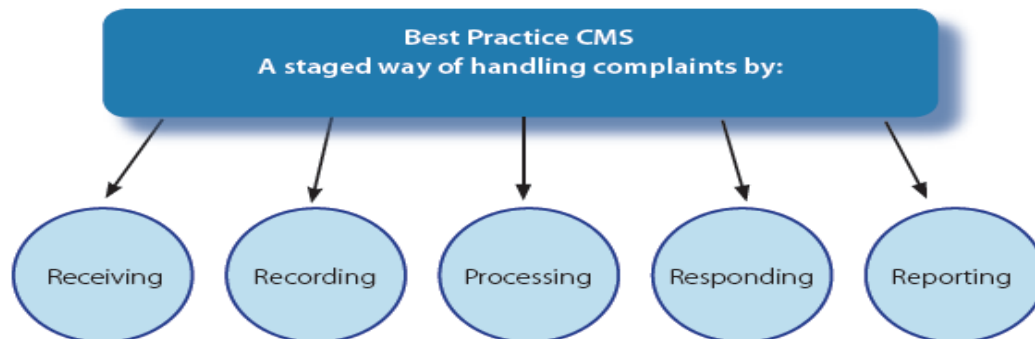 Best Practice CMS
A staged way of handling complaints by:
Receiving
Recording
Processing
Responding
Reporting